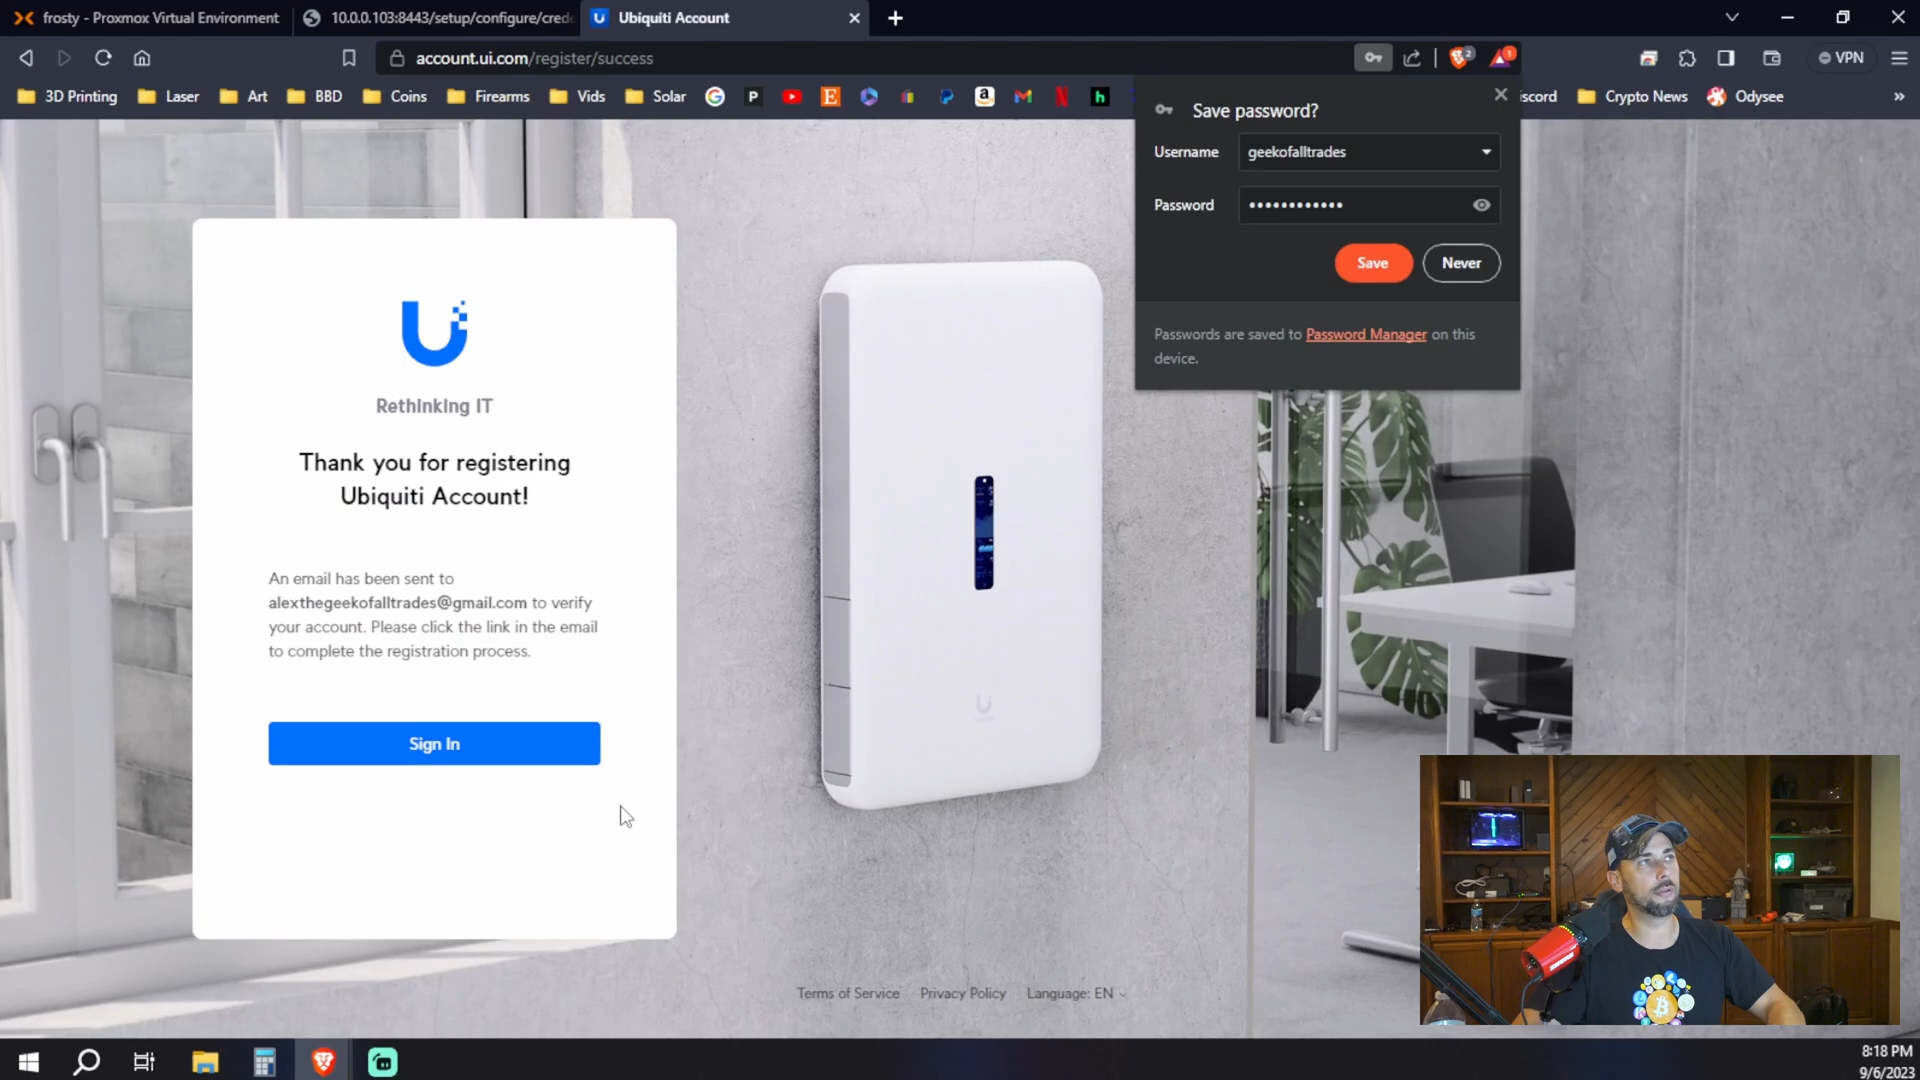 frosty - Proxmox Virtual Environment
10.0.0.103:8443/setup/configure/crede
Ubiquiti Account
account.ui.com/register/success
2
1
VPN
3D Printing
Laser
Art
BBD
Coins
Firearms
Vids
Solar
iscord
Crypto News
Odysee
Save password?
Username
geekofalltrades
Password
••••••••••••
Save
Never
Passwords are saved to Password Manager on this
device.
Rethinking IT
Thank you for registering
Ubiquiti Account!
An email has been sent to
alexthegeekofalltrades@gmail.com to verify
your account. Please click the link in the email
to complete the registration process.
Sign In
Terms of Service
Privacy Policy
Language: EN
8:18 PM
9/6/2023